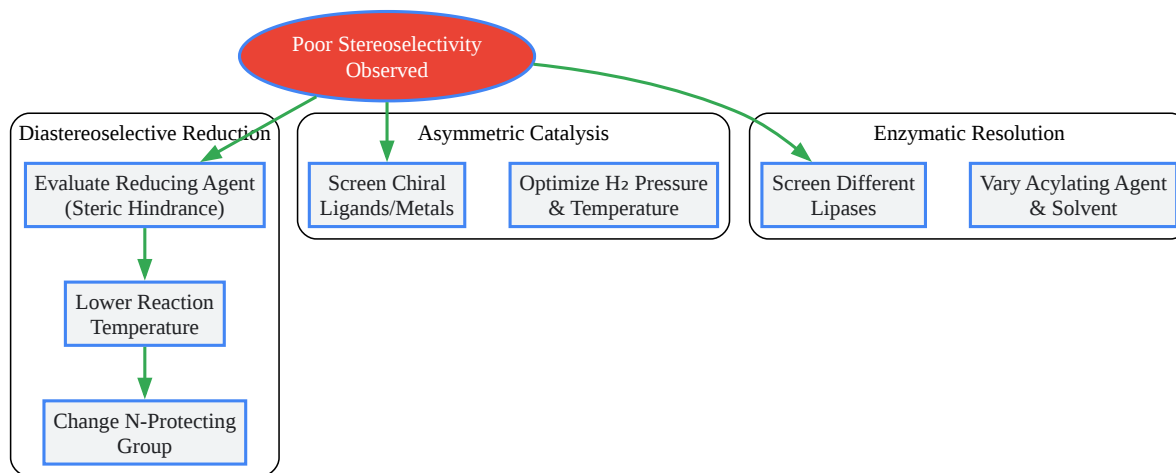 Poor Stereoselectivity
Observed
Diastereoselective Reduction
Evaluate Reducing Agent
(Steric Hindrance)
Lower Reaction
Temperature
Change N-Protecting
Group
Asymmetric Catalysis
Screen Chiral
Ligands/Metals
Optimize H₂ Pressure
& Temperature
Enzymatic Resolution
Screen Different
Lipases
Vary Acylating Agent
& Solvent